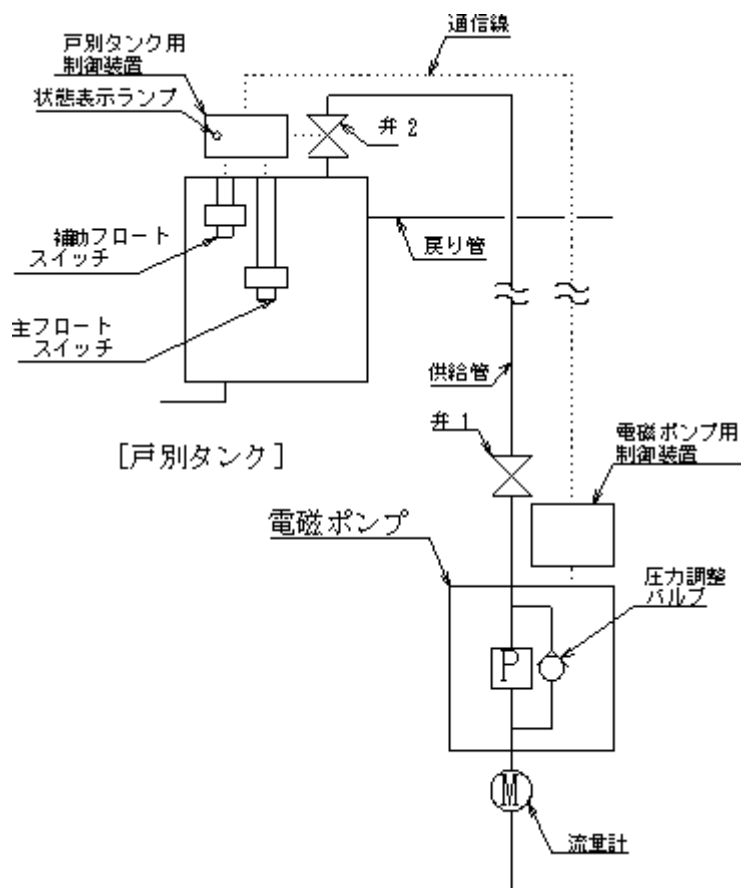 通信線
戸別タンク用
制御装置
状態表示ランプ
弁 2
補助フロート
スイッチ
戻り管
主フロート
スイッチ
供給管
弁 1
[戸別タンク]
電磁ポンプ用
制御装置
電磁ポンプ
圧力調整
バルブ
P
M
流量計